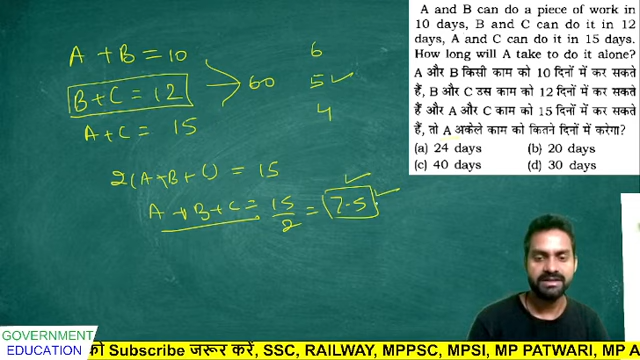 A + B = 10
B + C = 12
A + C = 15
60
6
5
4
2(A+B+C) = 15
A + B + C = 15/2 = 7.5
A and B can do a piece of work in
10 days, B and C can do it in 12
days, A and C can do it in 15 days.
How long will A take to do it alone?
A और B किसी काम को 10 दिनों में कर सकते
हैं, B और C उस काम को 12 दिनों में कर सकते
हैं और A और C काम को 15 दिनों में कर सकते
हैं, तो A अकेले काम को कितने दिनों में करेगा?
(a) 24 days (b) 20 days
(c) 40 days (d) 30 days
GOVERNMENT
EDUCATION
को Subscribe जरूर करें, SSC, RAILWAY, MPPSC, MPSI, MP PATWARI, MP A